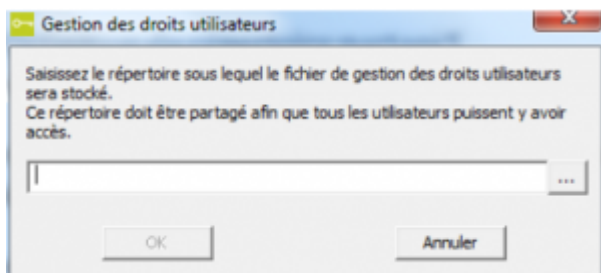 Gestion des droits utilisateurs
Saisissez le répertoire sous lequel le fichier de gestion des droits utilisateurs
sera stocké.
Ce répertoire doit être partagé afin que tous les utilisateurs puissent y avoir
accès.
...
OK
Annuler